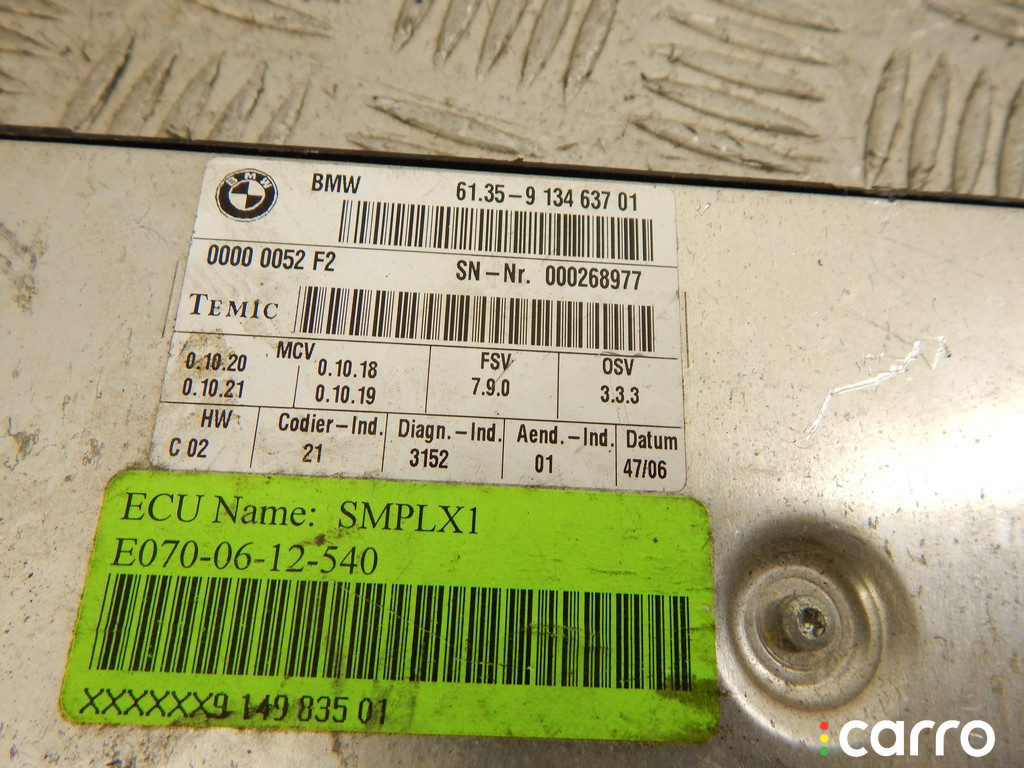 BMW
BMW 61.35-9 134 637 01
0000 0052 F2 SN-Nr. 000268977
TEMIC
MCV FSV OSV
0.10.20 0.10.18 7.9.0 3.3.3
0.10.21 0.10.19
HW Codier-Ind. Diagn.-Ind. Aend.-Ind. Datum
C 02 21 3152 01 47/06
ECU Name: SMPLX1
E070-06-12-540
XXXXXX9 149 835 01
carro